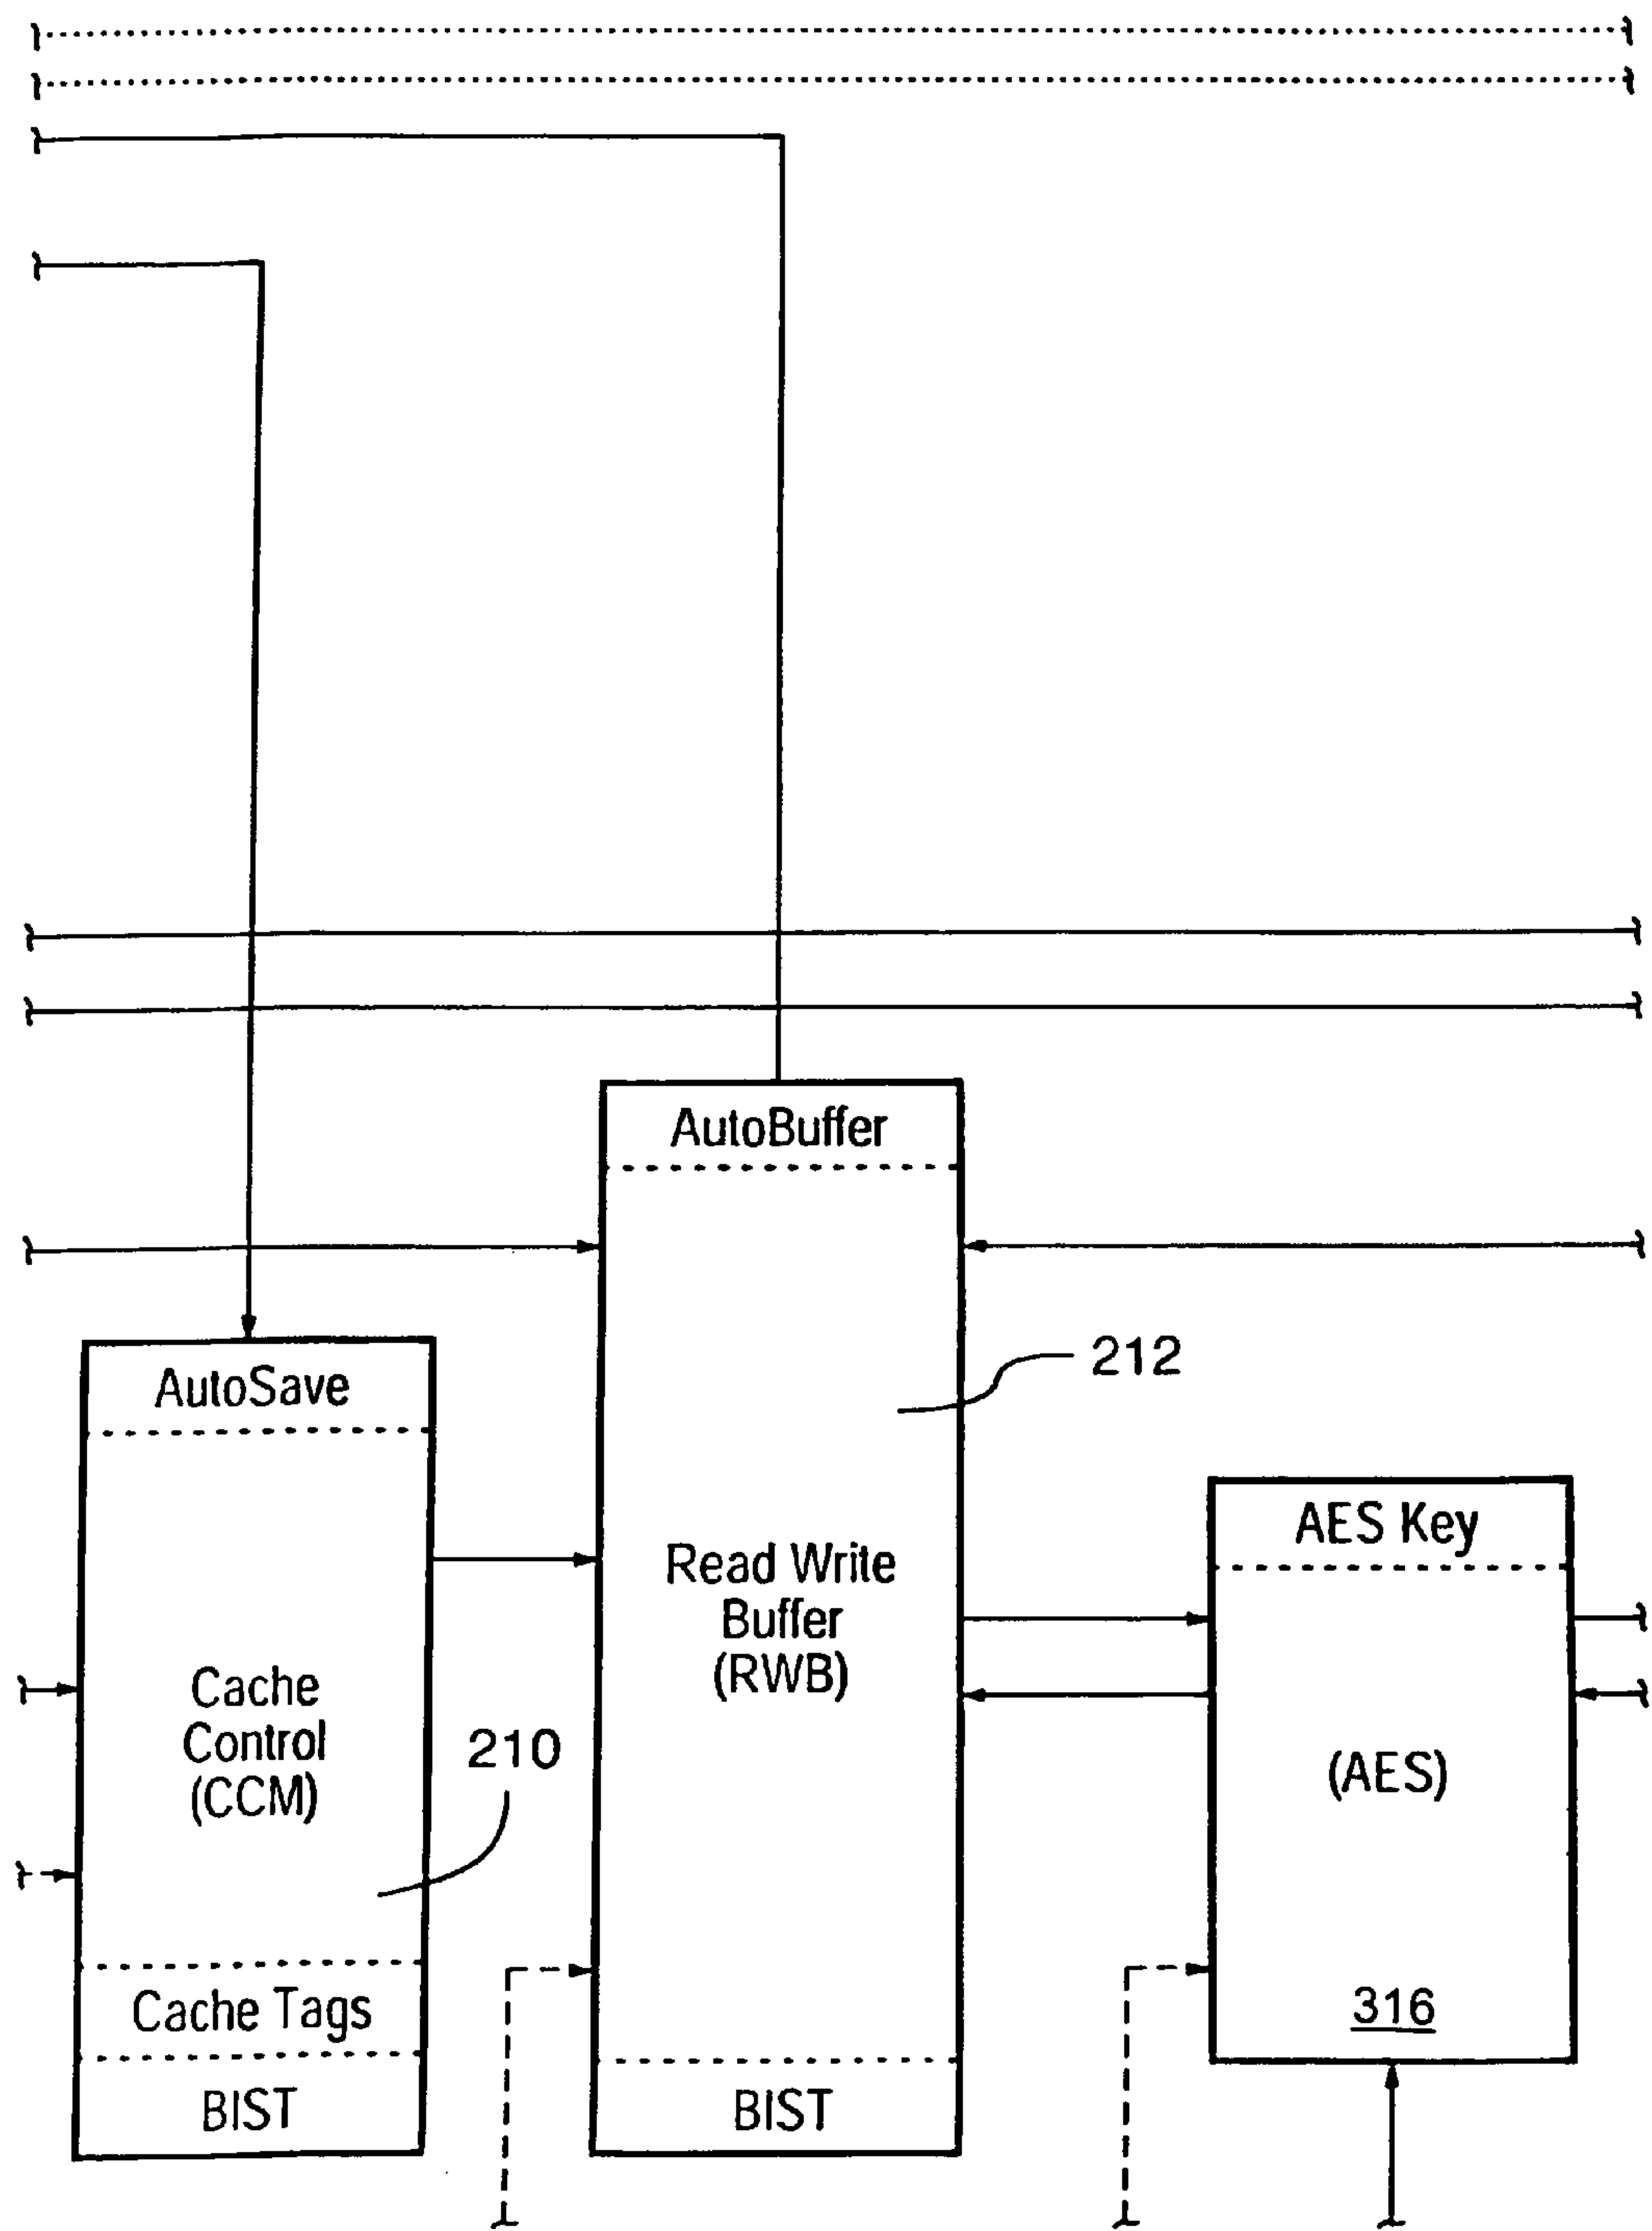 AutoBuffer
212
AutoSave
AES Key
Read Write
Buffer
(RWB)
Cache
Control
(CCM)
210
(AES)
316
Cache Tags
BIST
BIST